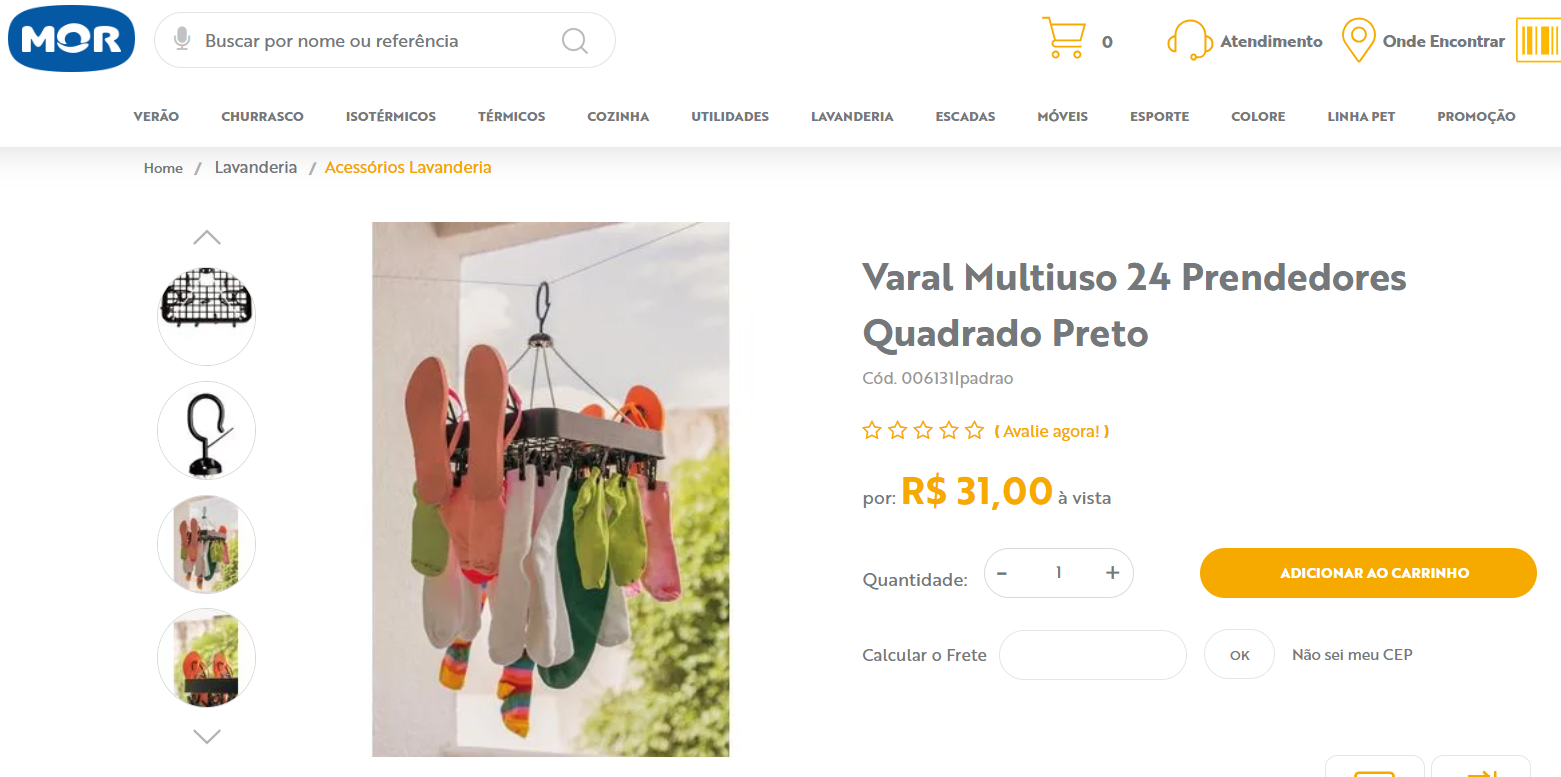 MOR
Buscar por nome ou referência
0
Atendimento
Onde Encontrar
VERÃO CHURRASCO ISOTÉRMICOS TÉRMICOS COZINHA UTILIDADES LAVANDERIA ESCADAS MÓVEIS ESPORTE COLORE LINHA PET PROMOÇÃO
Home / Lavanderia / Acessórios Lavanderia
Varal Multiuso 24 Prendedores
Quadrado Preto
Cód. 006131|padrao
( Avalie agora! )
por: R$ 31,00 à vista
Quantidade: - 1 + ADICIONAR AO CARRINHO
Calcular o Frete OK Não sei meu CEP